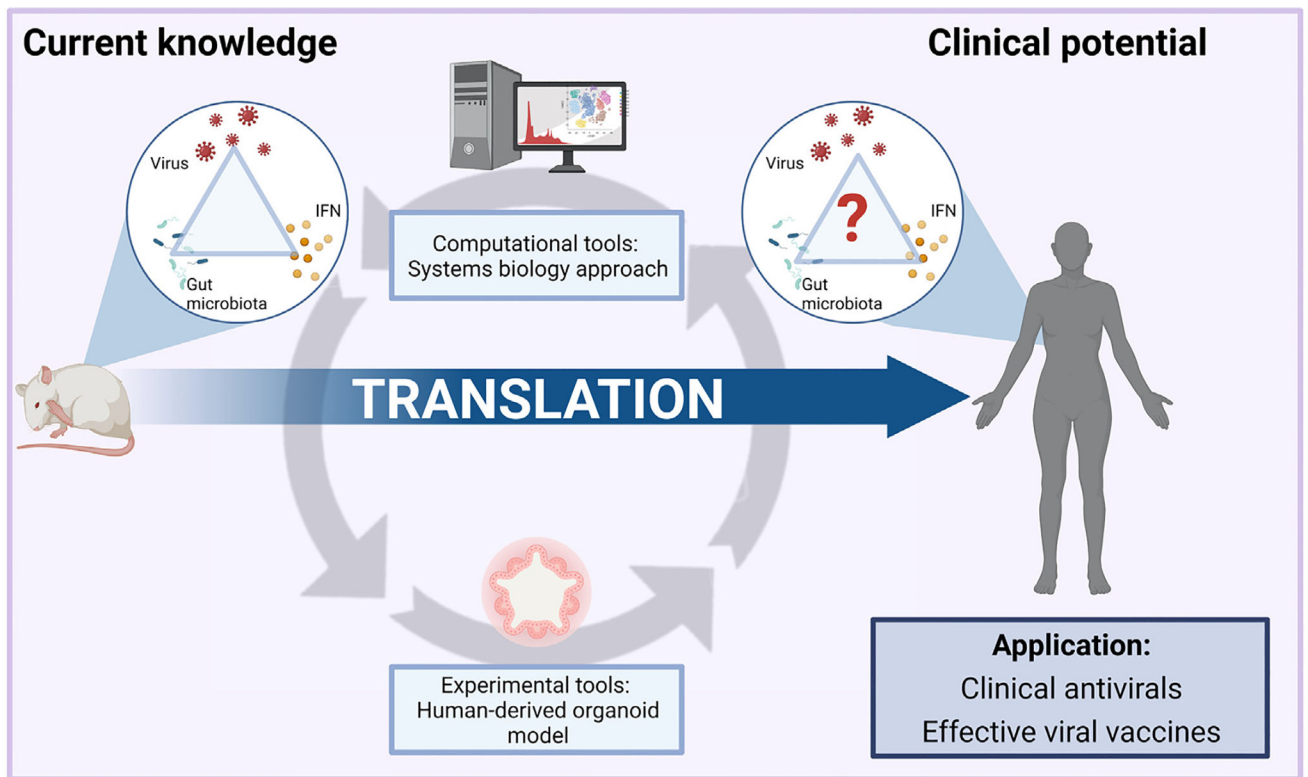 Current knowledge
Clinical potential
Virus
IFN
Gut
microbiota
Computational tools:
Systems biology approach
Virus
IFN
Gut
microbiota
TRANSLATION
Experimental tools:
Human-derived organoid
model
Application:
Clinical antivirals
Effective viral vaccines